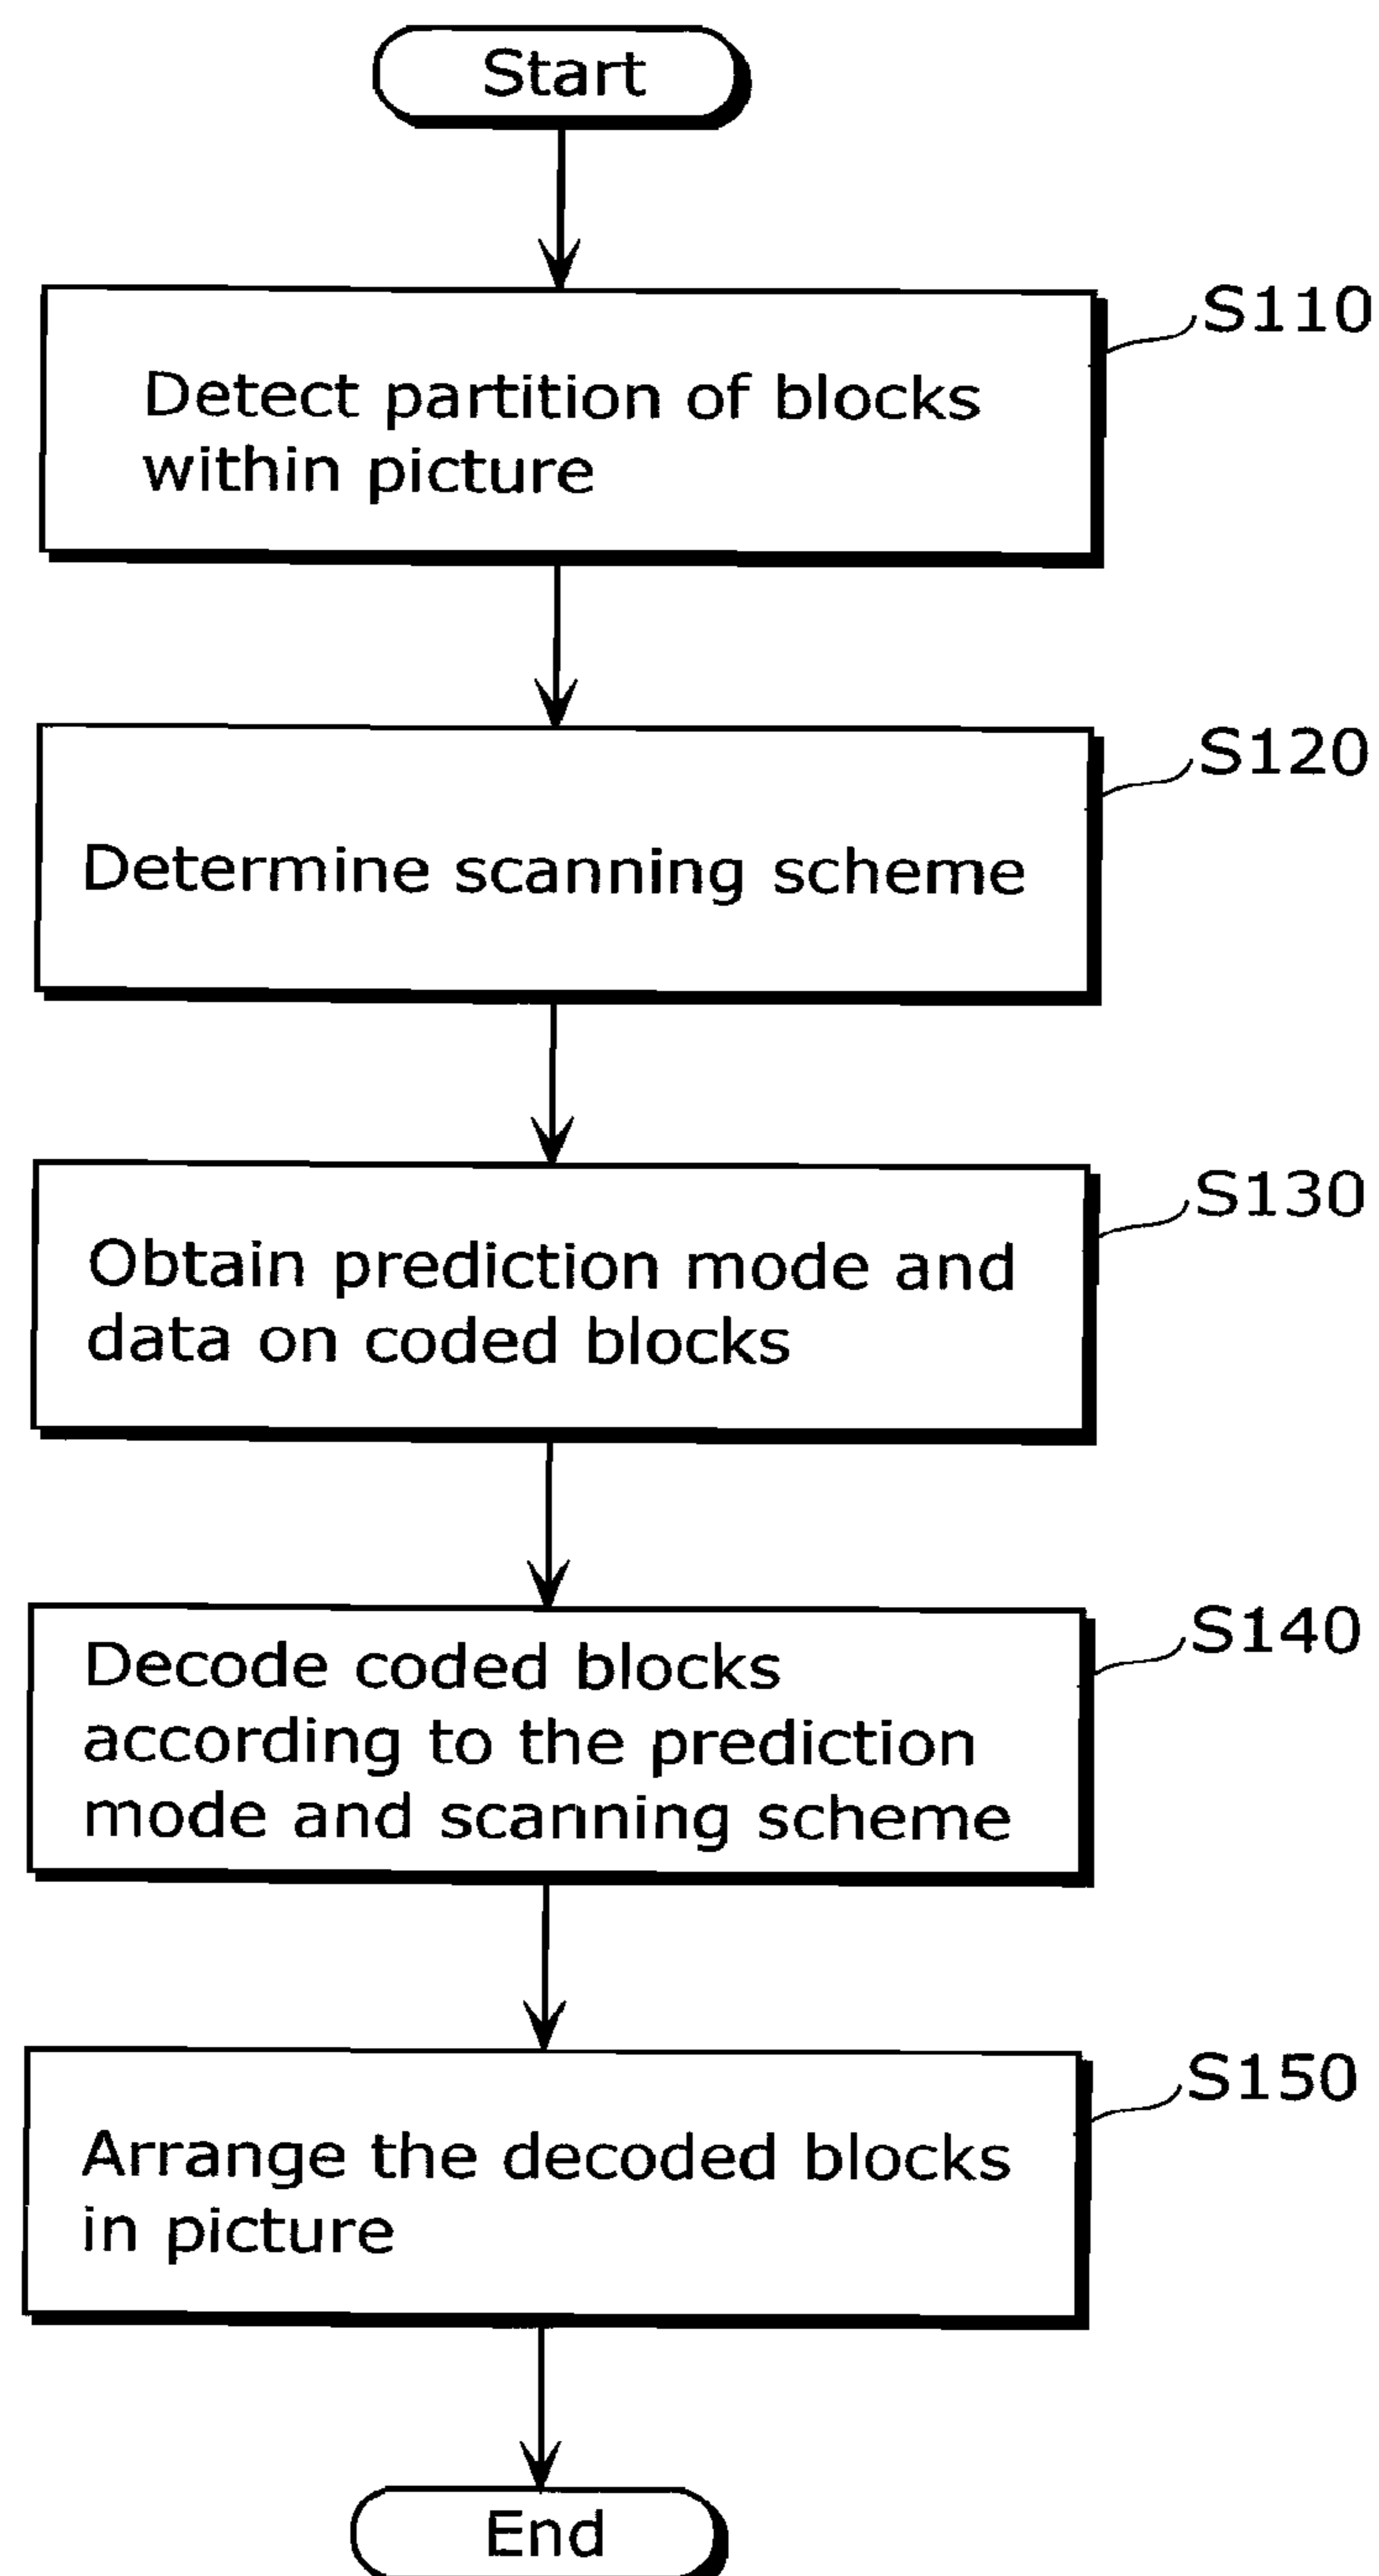 Start
S110
Detect partition of blocks
within picture
S120
Determine scanning scheme
S130
Obtain prediction mode and
data on coded blocks
S140
Decode coded blocks
according to the prediction
mode and scanning scheme
S150
Arrange the decoded blocks
in picture
End